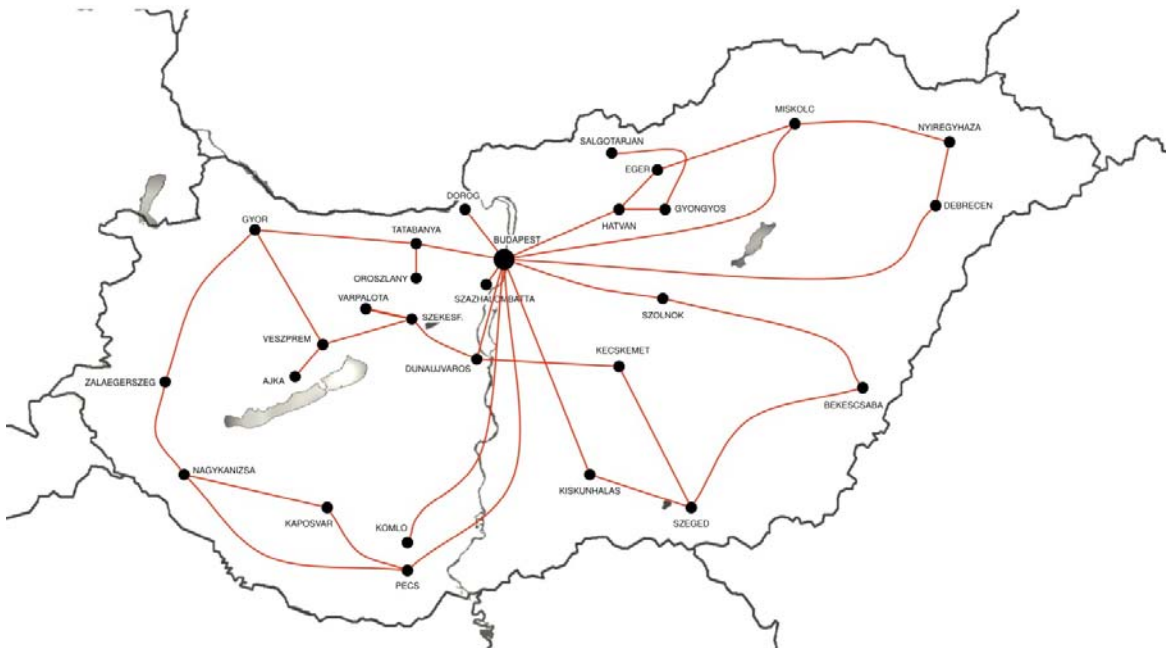 MISKOLC
NYIREGYHAZA
SALGOTARJAN
EGER
DOROG
GYONGYOS
DEBRECEN
HATVAN
GYOR
TATABANYA
BUDAPEST
OROSZLANY
SZAZHALOMBATTA
VARPALOTA
SZOLNOK
SZEKESF.
VESZPREM
KECSKEMET
DUNAUJVAROS
AJKA
ZALAEGERSZEG
BEKESCSABA
NAGYKANIZSA
KISKUNHALAS
KAPOSVAR
SZEGED
KOMLO
PECS